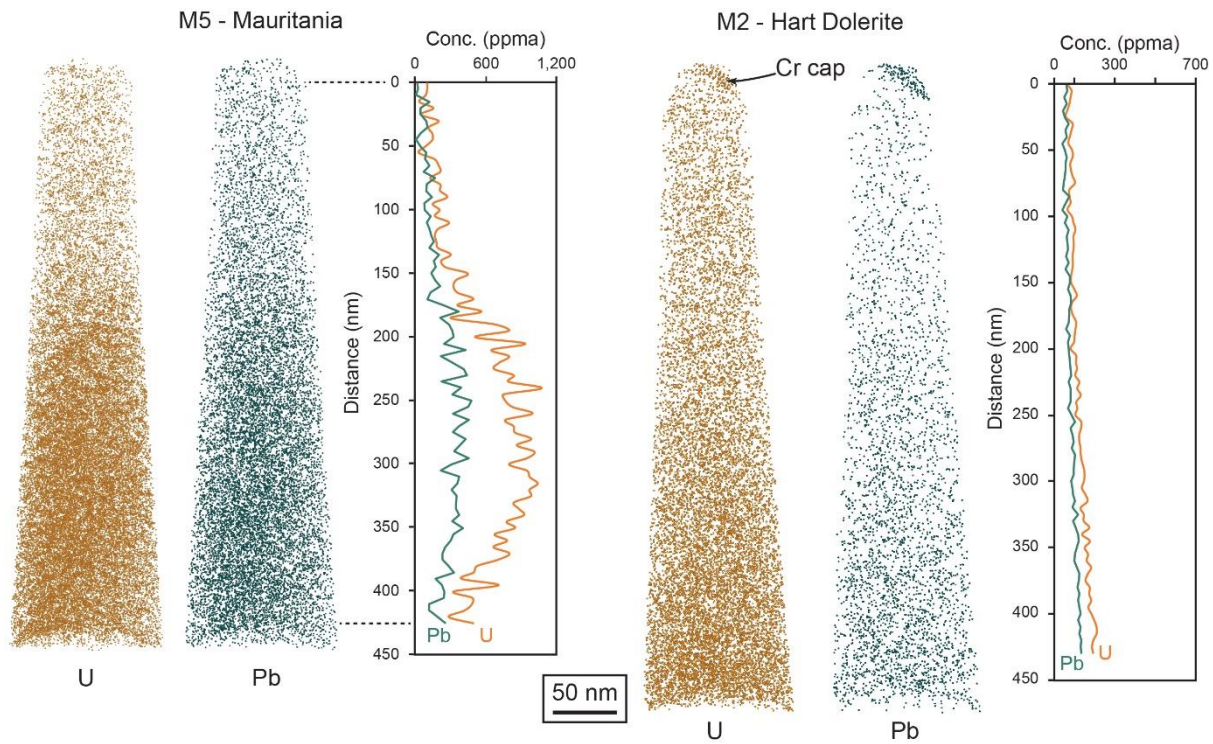 M5 - Mauritania
M2 - Hart Dolerite
Conc. (ppma)
0 600 1,200
0
50
100
150
200
250
300
350
400
450
Distance (nm)
Pb U
U
Pb
50 nm
Cr cap
Conc. (ppma)
0 300 700
0
50
100
150
200
250
300
350
400
450
Distance (nm)
Pb U
U
Pb